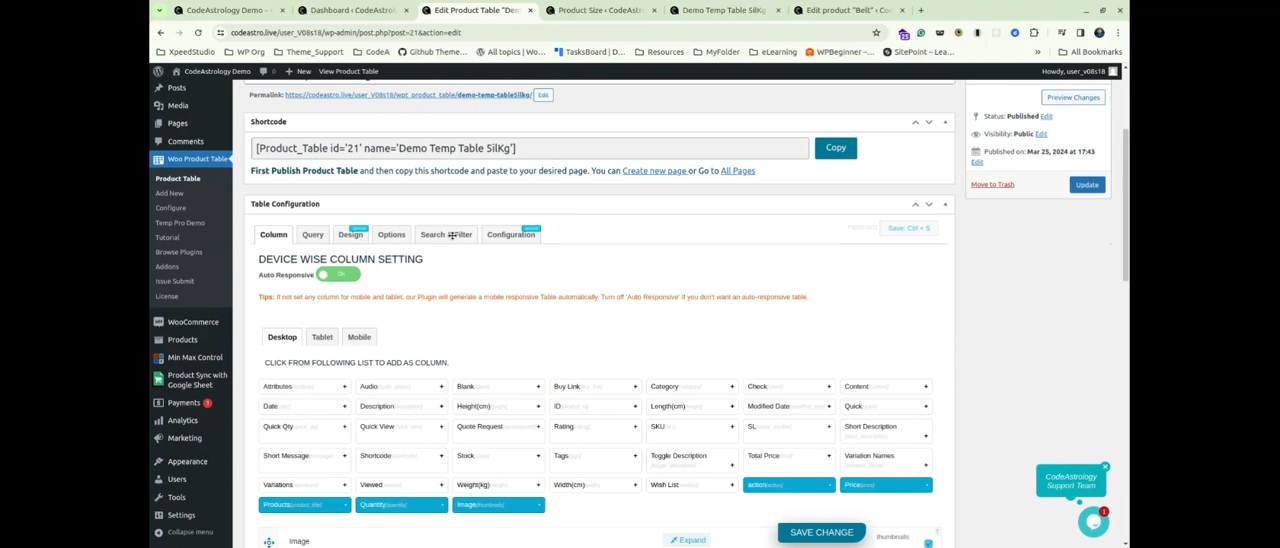 CodeAstrology Demo –
Dashboard ‹ CodeAstrol
Edit Product Table "Dem
Product Size ‹ CodeAst
Demo Temp Table 5ilKg
Edit product "Belt" ‹ C
codeastro.live/user_V08s18/wp-admin/post.php?post=21&action=edit
XpeedStudio
WP Org
Theme_Support
CodeA
Github Theme...
All topics | Wo...
TasksBoard | D...
Resources
MyFolder
eLearning
WPBeginner –...
SitePoint – Lea...
»
All Bookmarks
CodeAstrology Demo
0
+ New
View Product Table
Howdy, user_v08s18
Posts
Media
Pages
Comments
Woo Product Table
Product Table
Add New
Configure
Temp Pro Demo
Tutorial
Browse Plugins
Addons
Issue Submit
License
WooCommerce
Products
Min Max Control
Product Sync with
Google Sheet
Payments 1
Analytics
Marketing
Appearance
Users
Tools
Settings
Collapse menu
Permalink: https://codeastro.live/user_V08s18/wpt_product_table/demo-temp-table5ilkg/ Edit
Shortcode
[Product_Table id='21' name='Demo Temp Table 5ilKg']
Copy
First Publish Product Table and then copy this shortcode and paste to your desired page. You can Create new page or Go to All Pages
Table Configuration
Column
Query
Design
Options
Search & Filter
Configuration
Save: Ctrl + S
DEVICE WISE COLUMN SETTING
Auto Responsive On
Tips: If not set any column for mobile and tablet, our Plugin will generate a mobile responsive Table automatically. Turn off 'Auto Responsive' if you don't want an auto-responsive table.
Desktop
Tablet
Mobile
CLICK FROM FOLLOWING LIST TO ADD AS COLUMN.
Attributes + Audio + Blank + Buy Link + Category + Check + Content +
Date + Description + Height(cm) + ID + Length(cm) + Modified Date + Quick +
Quick Qty + Quick View + Quote Request + Rating + SKU + SL + Short Description +
Short Message + Shortcode + Stock + Tags + Toggle Description + Total Price + Variation Names +
Variations + Viewed + Weight(kg) + Width(cm) + Wish List + action - Price -
Products - Quantity - Image -
Image
Expand
thumbnails
SAVE CHANGE
Preview Changes
Status: Published Edit
Visibility: Public Edit
Published on: Mar 25, 2024 at 17:43
Edit
Move to Trash
Update
CodeAstrology
Support Team
1